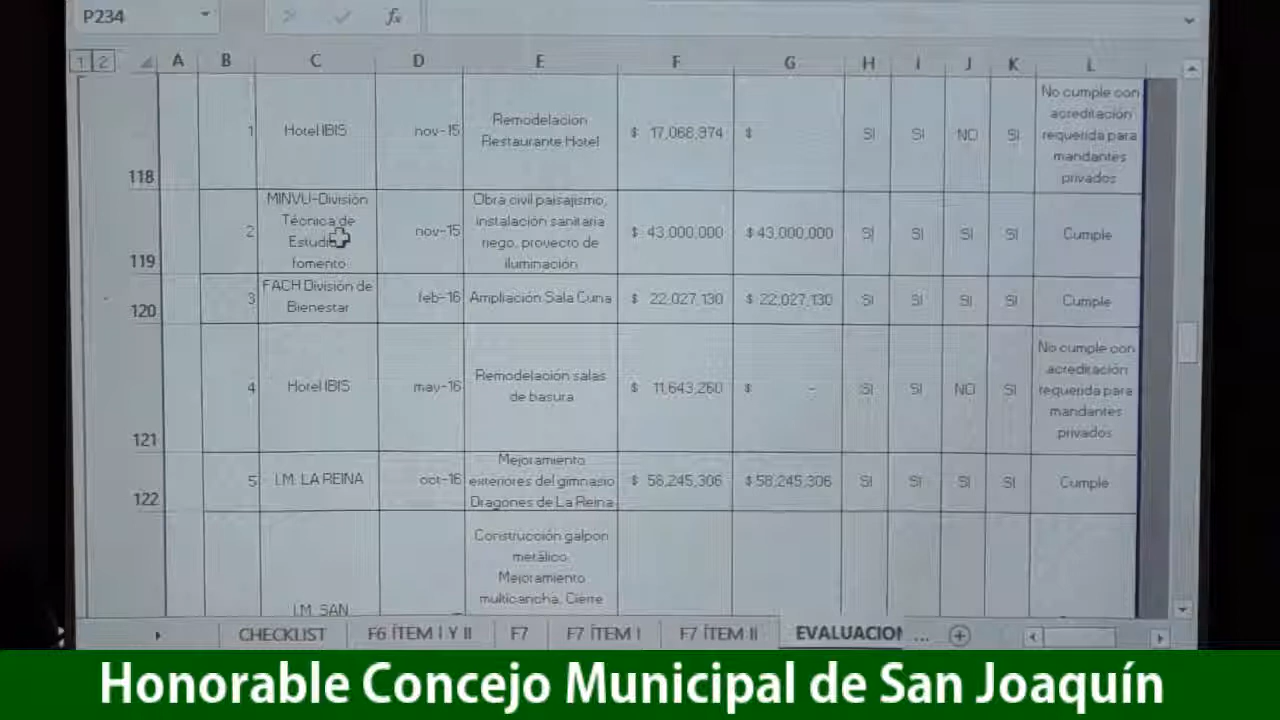 P234
fx
1 2
A B C D E F G H I J K L
118 1 Hotel IBIS nov-15 Remodelación Restaurante Hotel $ 17,068,974 $ SI SI NO SI No cumple con acreditación requerida para mandantes privados
119 2 MINVU-División Técnica de fomento nov-15 Obra civil paisajismo, instalación sanitaria riego, proyecto de iluminación $ 43,000,000 $ 43,000,000 SI SI SI SI Cumple
120 3 FACH División de Bienestar feb-16 Ampliación Sala Cuna $ 22,027,130 $ 22,027,130 SI SI SI SI Cumple
121 4 Hotel IBIS may-16 Remodelación salas de basura $ 11,643,260 $ - SI SI NO SI No cumple con acreditación requerida para mandantes privados
122 5 I.M. LA REINA oct-16 Mejoramiento exteriores del gimnasio Dragones de La Reina $ 58,245,306 $ 58,245,306 SI SI SI SI Cumple
I.M. SAN Construcción galpon metálico Mejoramiento multicancha, Cierre
CHECKLIST F6 ÍTEM I Y II F7 F7 ÍTEM I F7 ÍTEM II EVALUACION ...
Honorable Concejo Municipal de San Joaquín